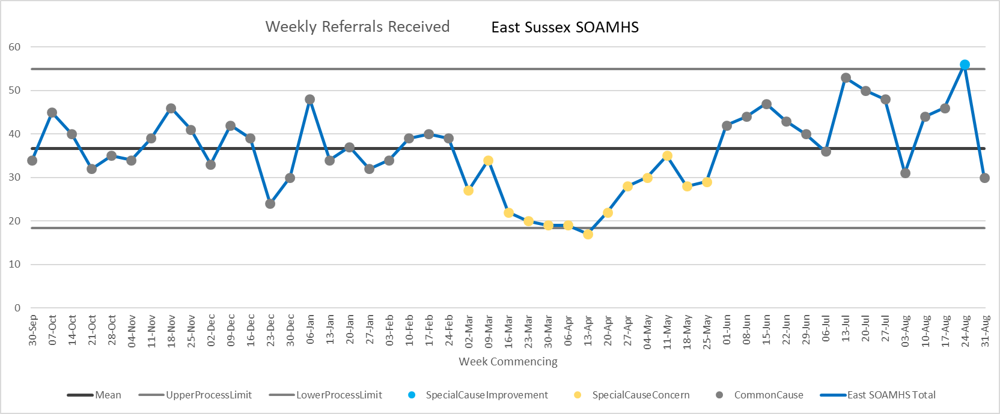 Weekly Referrals Received East Sussex SOAMHS
60
50
40
30
20
10
0
30-Sep
07-Oct
14-Oct
21-Oct
28-Oct
04-Nov
11-Nov
18-Nov
25-Nov
02-Dec
09-Dec
16-Dec
23-Dec
30-Dec
06-Jan
13-Jan
20-Jan
27-Jan
03-Feb
10-Feb
17-Feb
24-Feb
02-Mar
09-Mar
16-Mar
23-Mar
30-Mar
06-Apr
13-Apr
20-Apr
27-Apr
04-May
11-May
18-May
25-May
01-Jun
08-Jun
15-Jun
22-Jun
29-Jun
06-Jul
13-Jul
20-Jul
27-Jul
03-Aug
10-Aug
17-Aug
24-Aug
31-Aug
Week Commencing
Mean UpperProcessLimit LowerProcessLimit SpecialCauseImprovement SpecialCauseConcern CommonCause East SOAMHS Total